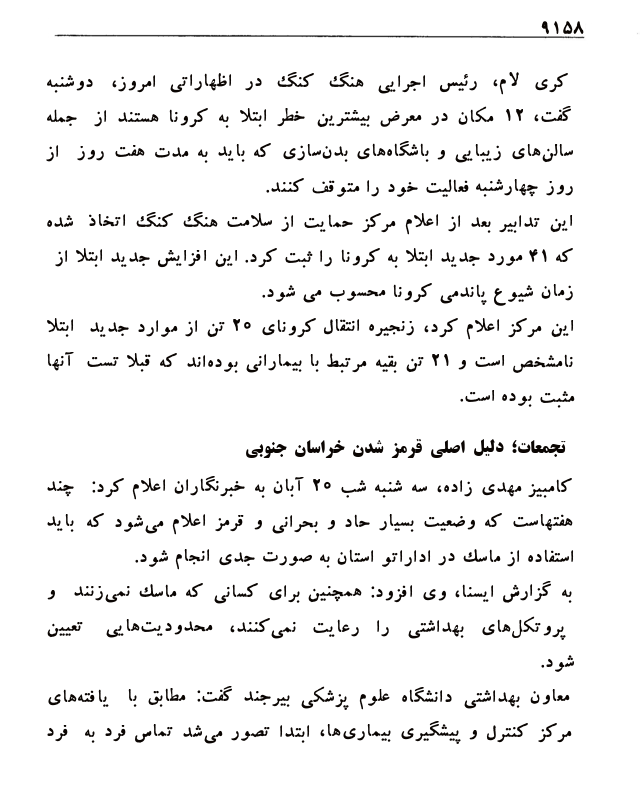 ۹۱۵۸
کری لام، رئیس اجرایی هنگ کنگ در اظهاراتی امروز، دوشنبه
گفت، ۱۲ مکان در معرض بیشترین خطر ابتلا به کرونا هستند از جمله
سالن‌های زیبایی و باشگاه‌های بدن‌سازی که باید به مدت هفت روز از
روز چهارشنبه فعالیت خود را متوقف کنند.
این تدابیر بعد از اعلام مرکز حمایت از سلامت هنگ کنگ اتخاذ شده
که ۴۱ مورد جدید ابتلا به کرونا را ثبت کرد. این افزایش جدید ابتلا از
زمان شیوع پاندمی کرونا محسوب می شود.
این مرکز اعلام کرد، زنجیره انتقال کرونای ۲۰ تن از موارد جدید ابتلا
نامشخص است و ۲۱ تن بقیه مرتبط با بیمارانی بوده‌اند که قبلا تست آنها
مثبت بوده است.
تجمعات؛ دلیل اصلی قرمز شدن خراسان جنوبی
کامبیز مهدی زاده، سه شنبه شب ۲۰ آبان به خبرنگاران اعلام کرد: چند
هفتهاست که وضعیت بسیار حاد و بحرانی و قرمز اعلام می‌شود که باید
استفاده از ماسك در اداراتو استان به صورت جدی انجام شود.
به گزارش ایسنا، وی افزود: همچنین برای کسانی که ماسك نمی‌زنند و
پروتکل‌های بهداشتی را رعایت نمی‌کنند، محدودیت‌هایی تعیین
شود.
معاون بهداشتی دانشگاه علوم پزشکی بیرجند گفت: مطابق با یافته‌های
مرکز کنترل و پیشگیری بیماری‌ها، ابتدا تصور می‌شد تماس فرد به فرد